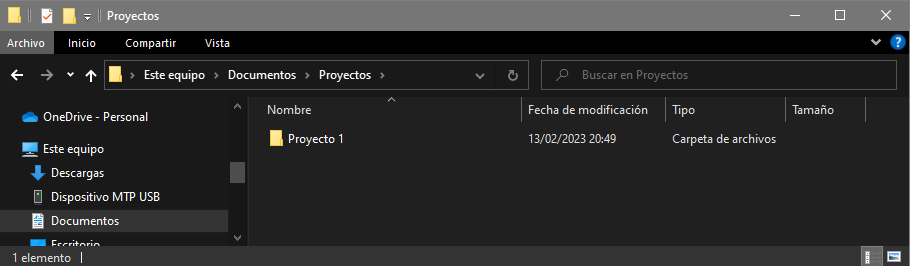 Proyectos
Archivo Inicio Compartir Vista
Este equipo Documentos Proyectos Buscar en Proyectos
Nombre Fecha de modificación Tipo Tamaño
OneDrive - Personal
Proyecto 1 13/02/2023 20:49 Carpeta de archivos
Este equipo
Descargas
Dispositivo MTP USB
Documentos
Escritorio
1 elemento